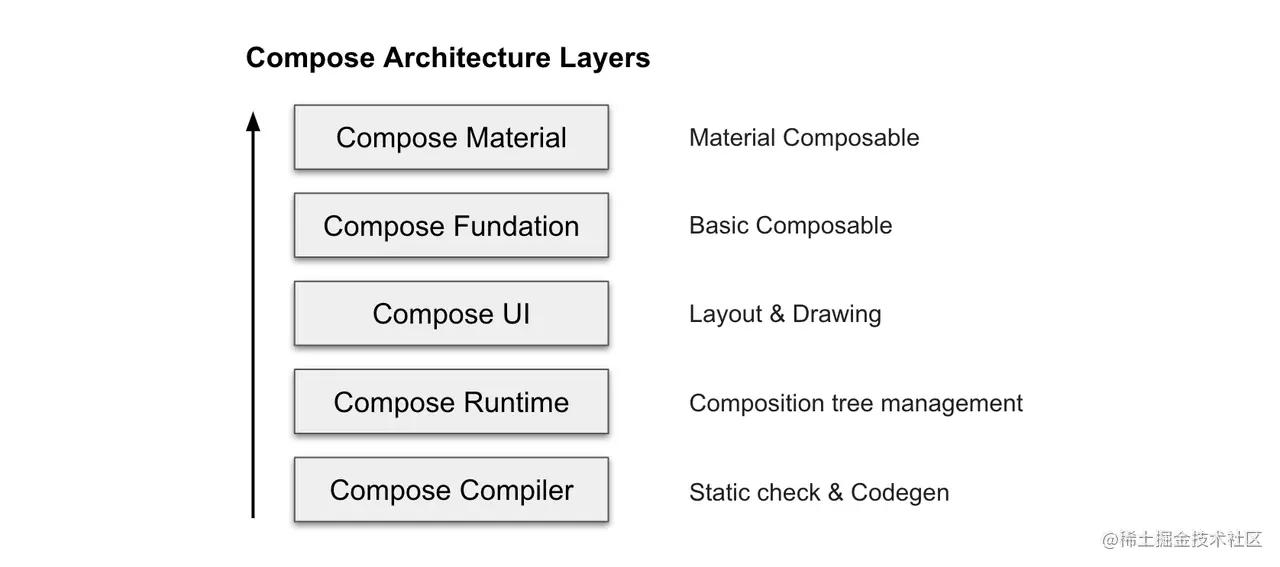 Compose Architecture Layers
Compose Material
Material Composable
Compose Fundation
Basic Composable
Compose UI
Layout & Drawing
Compose Runtime
Composition tree management
Compose Compiler
Static check & Codegen
@稀土掘金技术社区